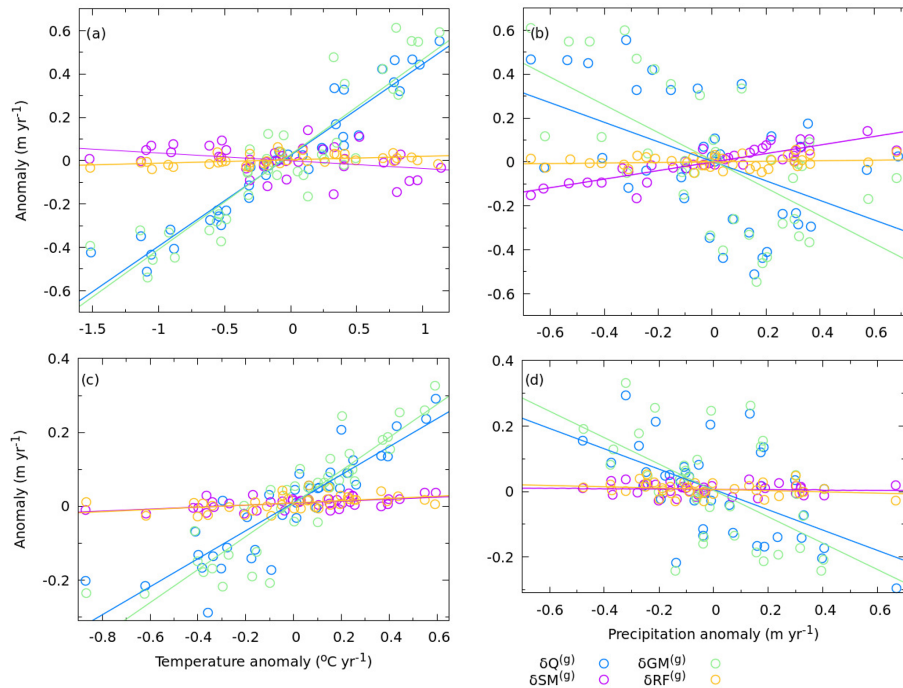 (a)
0.6
0.4
0.2
0
-0.2
-0.4
-0.6
Anomaly (m yr⁻¹)
-1.5 -1 -0.5 0 0.5 1
(b)
0.6
0.4
0.2
0
-0.2
-0.4
-0.6
-0.6 -0.4 -0.2 0 0.2 0.4 0.6
(c)
0.4
0.2
0
-0.2
Anomaly (m yr⁻¹)
-0.8 -0.6 -0.4 -0.2 0 0.2 0.4 0.6
Temperature anomaly (°C yr⁻¹)
(d)
0.4
0.2
0
-0.2
-0.6 -0.4 -0.2 0 0.2 0.4 0.6
Precipitation anomaly (m yr⁻¹)
δQ⁽ᵍ⁾ δGM⁽ᵍ⁾
δSM⁽ᵍ⁾ δRF⁽ᵍ⁾